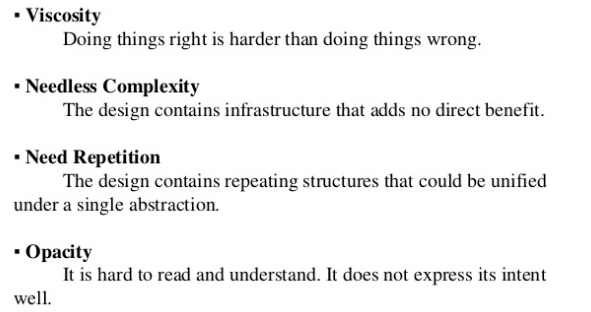 ▪ Viscosity
Doing things right is harder than doing things wrong.
▪ Needless Complexity
The design contains infrastructure that adds no direct benefit.
▪ Need Repetition
The design contains repeating structures that could be unified
under a single abstraction.
▪ Opacity
It is hard to read and understand. It does not express its intent
well.